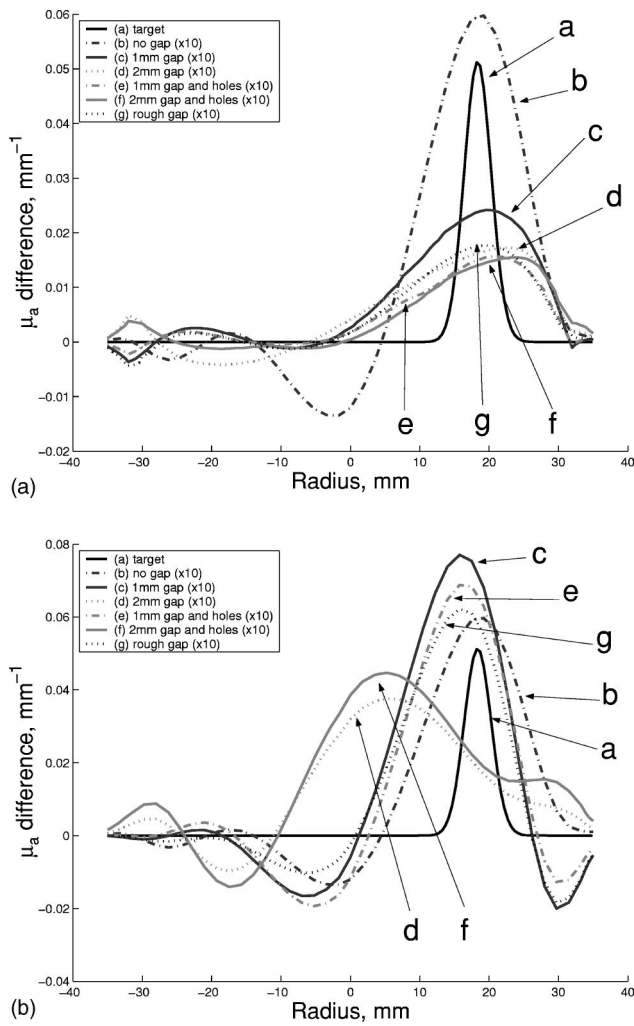 0.06
0.05
0.04
0.03
0.02
0.01
0
−0.01
−0.02
μa difference, mm−1
(a) target
(b) no gap (x10)
(c) 1mm gap (x10)
(d) 2mm gap (x10)
(e) 1mm gap and holes (x10)
(f) 2mm gap and holes (x10)
(g) rough gap (x10)
a
b
c
d
e
g
f
−40 −30 −20 −10 0 10 20 30 40
Radius, mm
(a)
0.08
0.06
0.04
0.02
0
−0.02
−0.04
μa difference, mm−1
(a) target
(b) no gap (x10)
(c) 1mm gap (x10)
(d) 2mm gap (x10)
(e) 1mm gap and holes (x10)
(f) 2mm gap and holes (x10)
(g) rough gap (x10)
c
e
g
b
a
d
f
−40 −30 −20 −10 0 10 20 30 40
Radius, mm
(b)